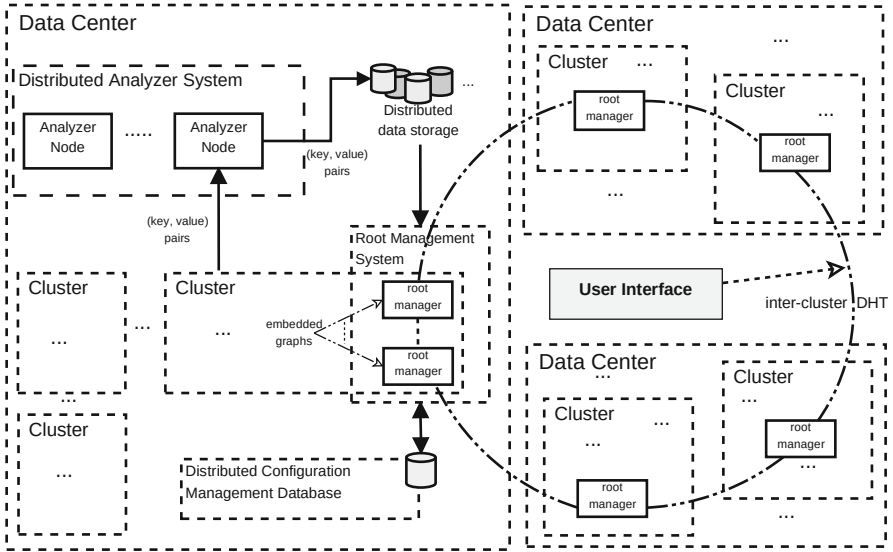 Data Center
Distributed Analyzer System
Analyzer
Node
.....
Analyzer
Node
(key, value)
pairs
...
Distributed
data storage
(key, value)
pairs
Root Management
System
Cluster
...
...
Cluster
...
embedded
graphs
root
manager
root
manager
...
Cluster
...
Distributed Configuration
Management Database
Data Center
...
Cluster
...
root
manager
...
Cluster
...
root
manager
User Interface
inter-cluster DHT
Data Center
...
Cluster
...
...
root
manager
Cluster
...
...
root
manager
...
...